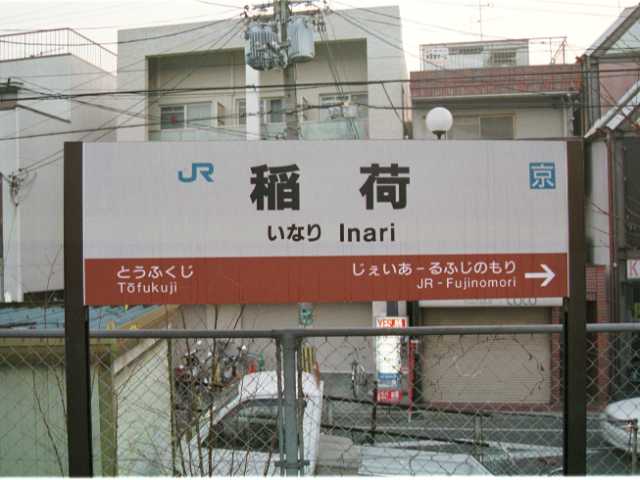 JR 稲荷 京
いなり Inari
とうふくじ じぇいあーるふじのもり
Tōfukuji JR-Fujinomori